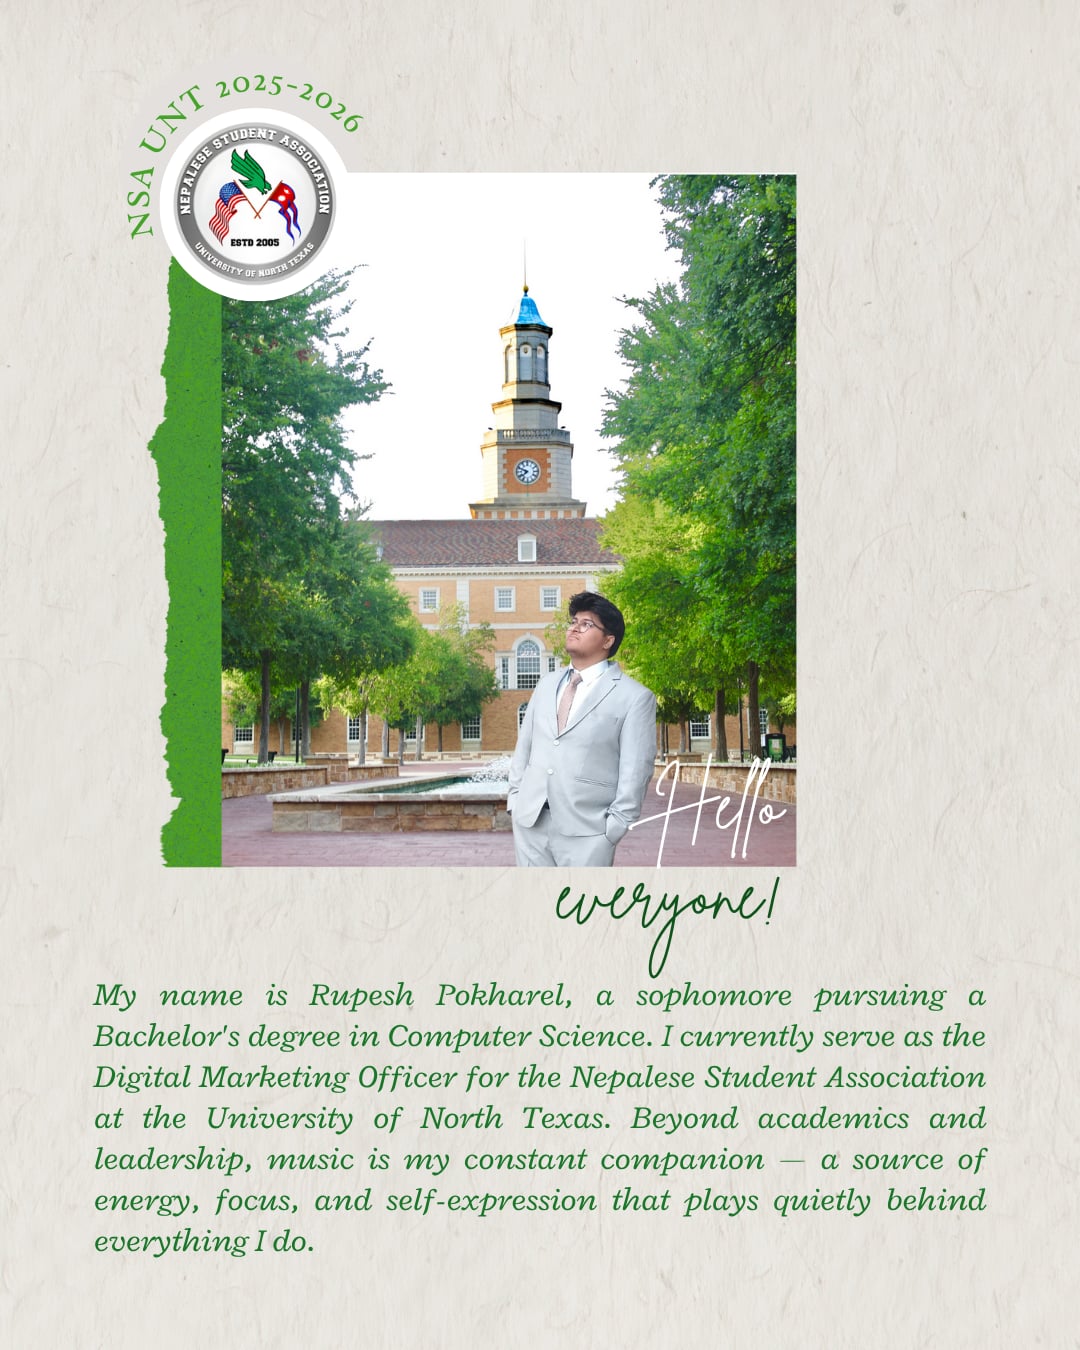 NSA UNT 2025-2026
NEPALESE STUDENT ASSOCIATION
ESTD 2005
UNIVERSITY OF NORTH TEXAS
Hello
everyone!
My name is Rupesh Pokharel, a sophomore pursuing a
Bachelor's degree in Computer Science. I currently serve as the
Digital Marketing Officer for the Nepalese Student Association
at the University of North Texas. Beyond academics and
leadership, music is my constant companion — a source of
energy, focus, and self-expression that plays quietly behind
everything I do.